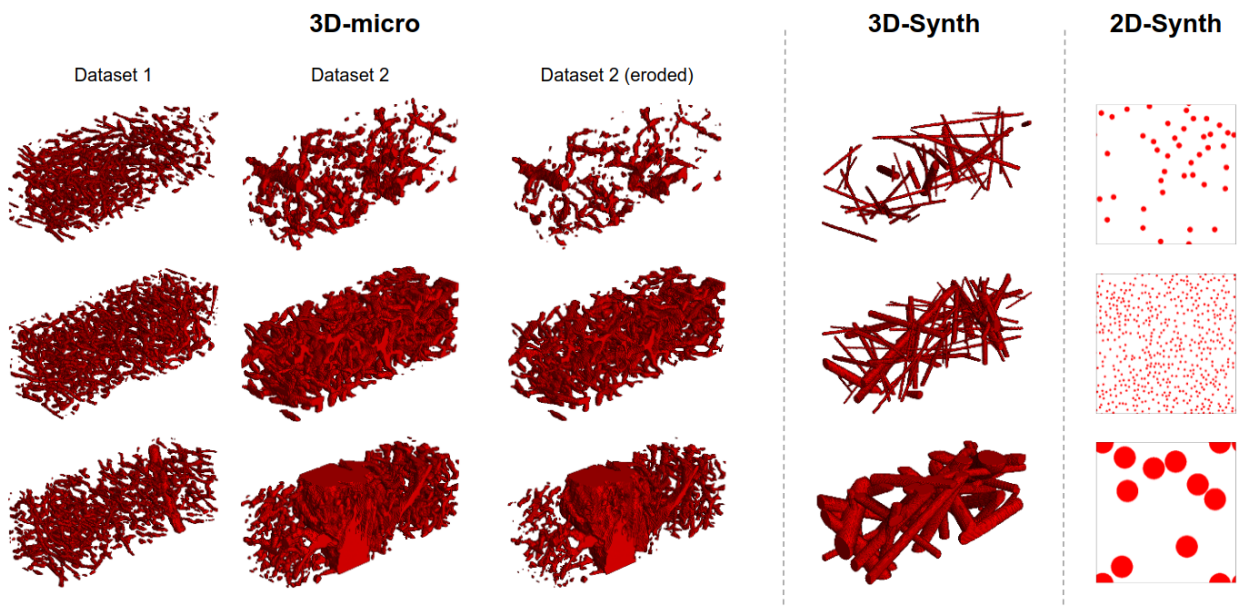 3D-micro
3D-Synth
2D-Synth
Dataset 1
Dataset 2
Dataset 2 (eroded)